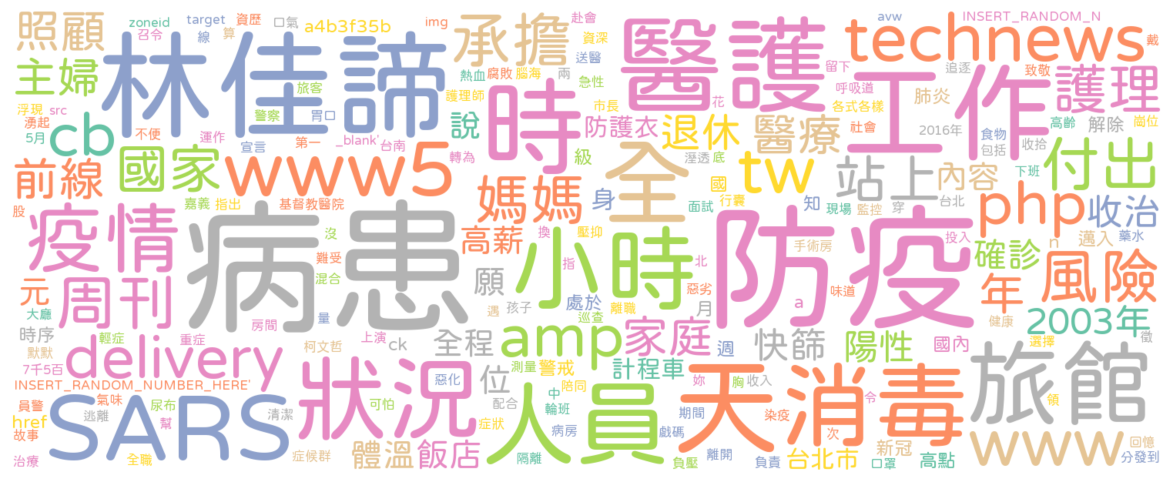 照顧
zoneid
召令
target
線
資歷
算
口氣
a4b3f35b
img
承擔
赴會
資深
送醫
醫護
avw
留下
technews
INSERT_RANDOM_N
戴
主婦
林佳諦
旅客
熱血
腐敗
腦海
兩
急性
護理師
呼吸道
追逐
致敬
工作
護理
浮現
src
湧起
5月
cb
不便
警察
胃口
運作
宣言
第一
_blank'
台南
說
時
市長
花
防護衣
退休
醫療
各式各樣
社會
肺炎
2016年
食物
包括
高齡
收拾
解除
崗位
前線
國家
www5
轉為
級
全
溼透
底
tw
站上
內容
下班
付出
股
嘉義
指出
基督教醫院
媽媽
身
國
面試
行囊
知
現場
監控
穿
台北
php
收治
藥水
疫情
病患
沒
難受
混合
高薪
換
壓抑
小時
北
防疫
手術房
投入
確診
n
邁入
元
周刊
大廳
房間
量
願
遇
孩子
指
處於
離職
巡查
月
惡劣
a
味道
年
風險
健康
2003年
徵
時序
輕症
重症
默默
7千5百
delivery
柯文哲
上演
ck
全程
amp
家庭
週
快篩
陽性
國內
選擇
INSERT_RANDOM_NUMBER_HERE'
氣味
員警
href
故事
逃離
尿布
幫
SARS
可怕
清潔
狀況
惡化
配合
位
測量
警戒
陪同
中
輪班
計程車
妳
胸
收入
天
消毒
令
次
旅館
領
治療
全職
症候群
體溫
飯店
症狀
人員
隔離
病房
期間
戲碼
負壓
離開
負責
染疫
台北市
新冠
口罩
高點
www
回憶
分發到